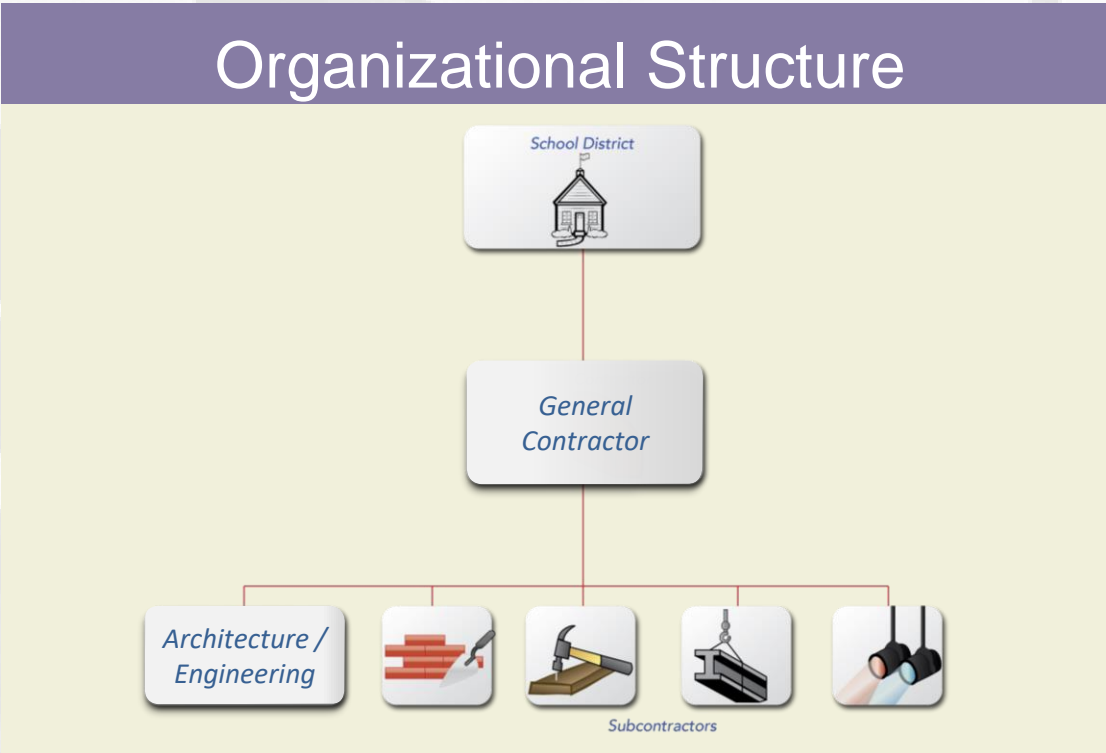 Organizational Structure
School District
General
Contractor
Architecture /
Engineering
Subcontractors